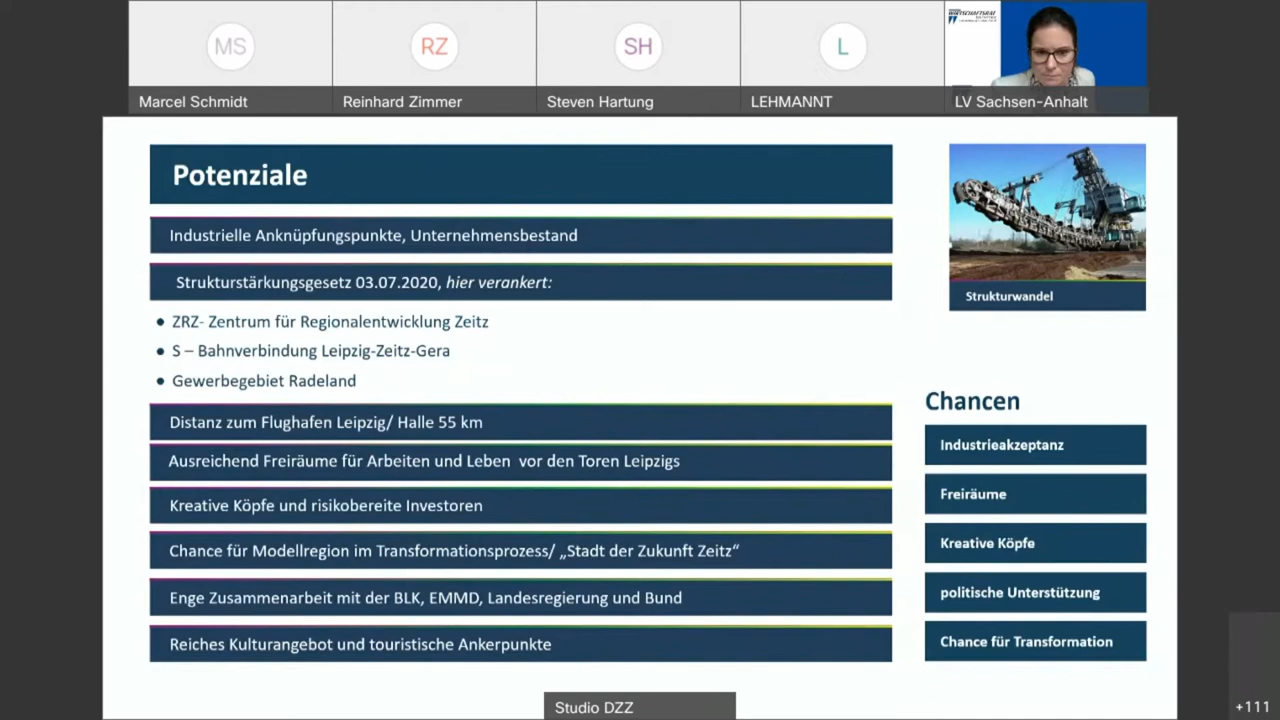 MS
RZ
SH
L
WIRTSCHAFTSRAT
Marcel Schmidt
Reinhard Zimmer
Steven Hartung
LEHMANNT
LV Sachsen-Anhalt
Potenziale
Industrielle Anknüpfungspunkte, Unternehmensbestand
Strukturstärkungsgesetz 03.07.2020, hier verankert:
• ZRZ- Zentrum für Regionalentwicklung Zeitz
• S – Bahnverbindung Leipzig-Zeitz-Gera
• Gewerbegebiet Radeland
Distanz zum Flughafen Leipzig/ Halle 55 km
Ausreichend Freiräume für Arbeiten und Leben vor den Toren Leipzigs
Kreative Köpfe und risikobereite Investoren
Chance für Modellregion im Transformationsprozess/ „Stadt der Zukunft Zeitz“
Enge Zusammenarbeit mit der BLK, EMMD, Landesregierung und Bund
Reiches Kulturangebot und touristische Ankerpunkte
Strukturwandel
Chancen
Industrieakzeptanz
Freiräume
Kreative Köpfe
politische Unterstützung
Chance für Transformation
Studio DZZ
+111